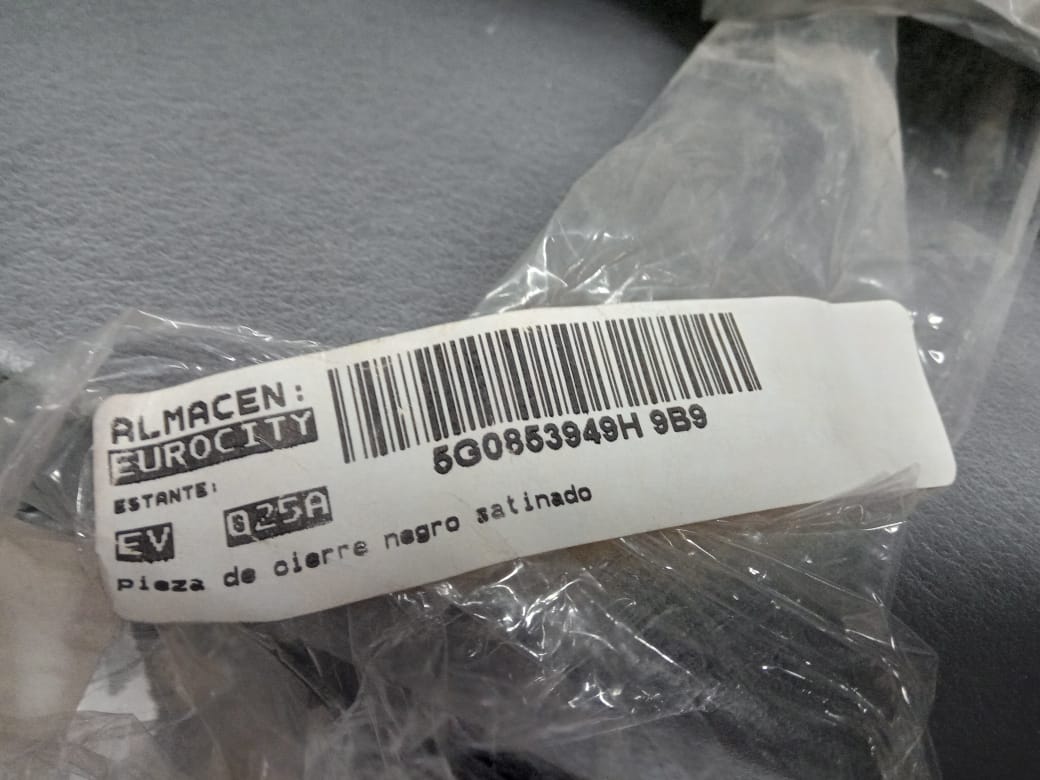 ALMACEN:
EUROCITY
5G0853949H 9B9
ESTANTE:
EV 025A
pieza de cierre negro satinado